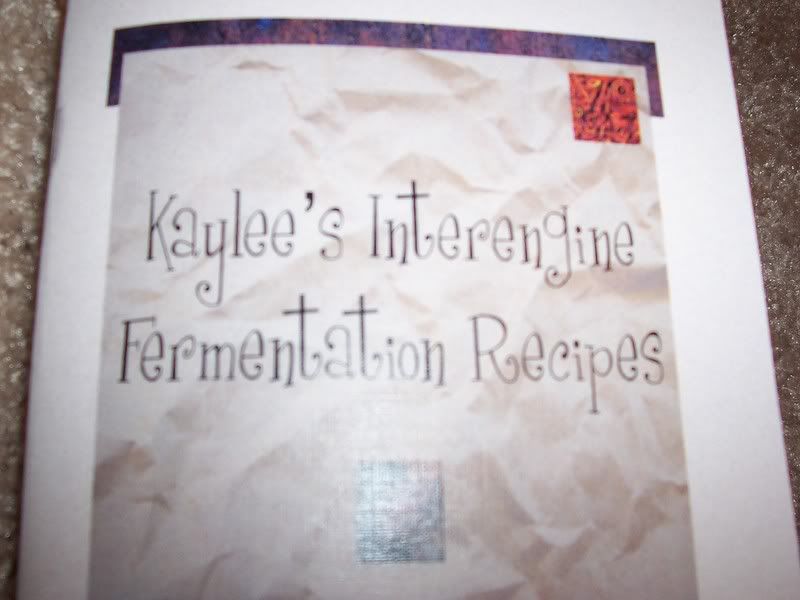 Kaylee's Interengine
Fermentation Recipes